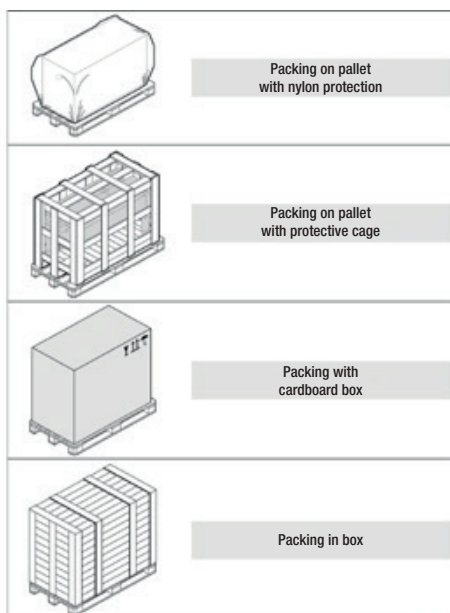 Packing on pallet
with nylon protection
Packing on pallet
with protective cage
Packing with
cardboard box
Packing in box